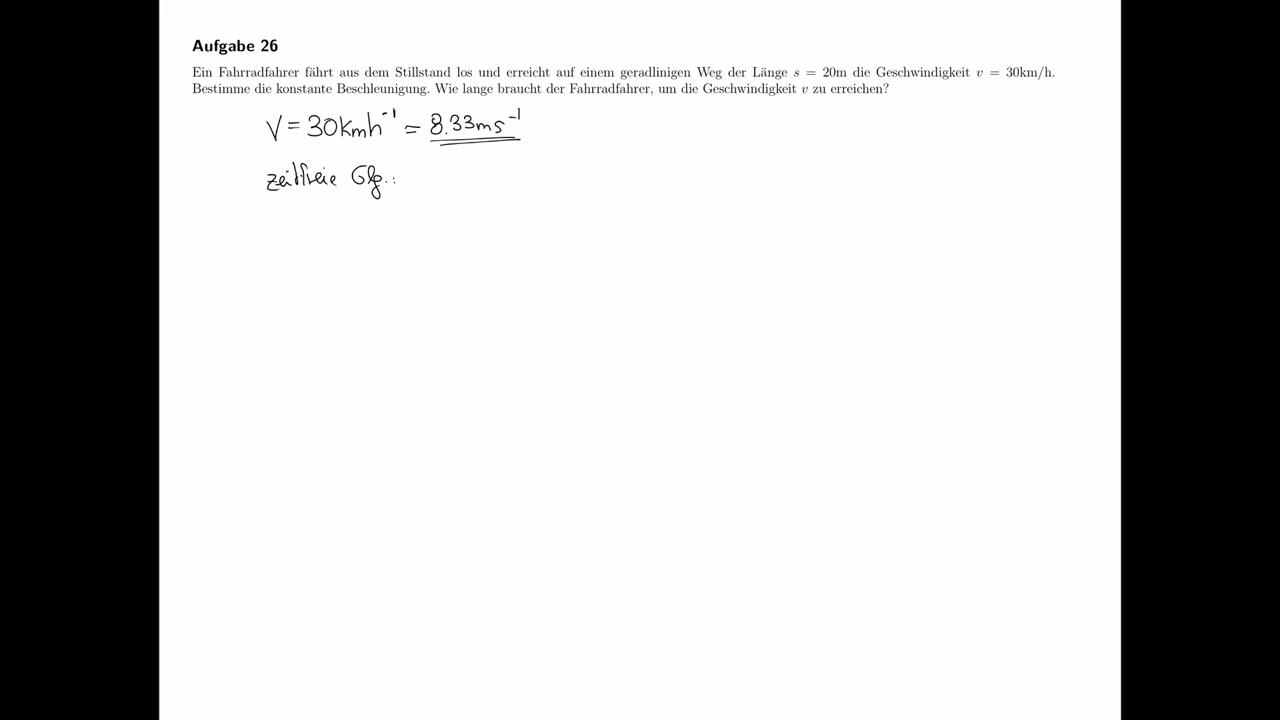 Aufgabe 26
Ein Fahrradfahrer fährt aus dem Stillstand los und erreicht auf einem geradlinigen Weg der Länge s = 20m die Geschwindigkeit v = 30km/h.
Bestimme die konstante Beschleunigung. Wie lange braucht der Fahrradfahrer, um die Geschwindigkeit v zu erreichen?
V = 30kmh⁻¹ = 8.33ms⁻¹
zeitfreie Glg.: